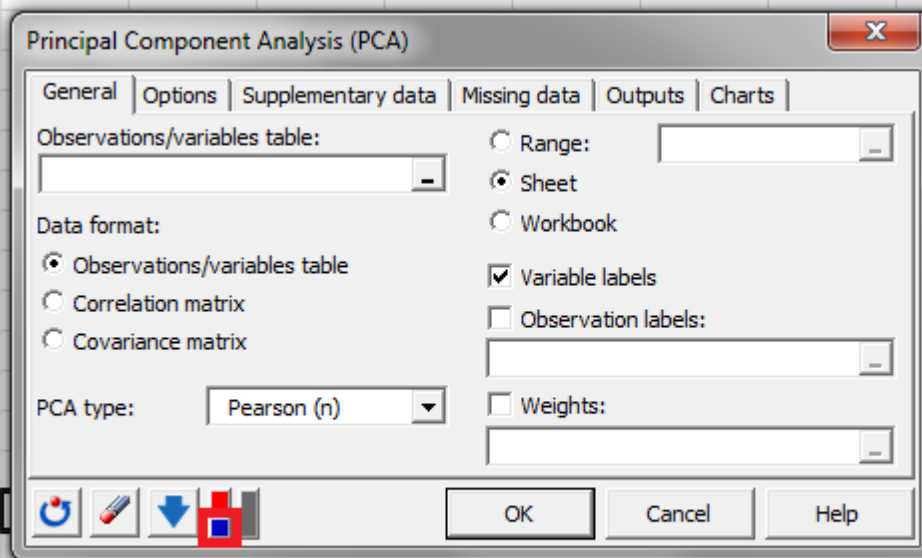 Principal Component Analysis (PCA)
General
Options
Supplementary data
Missing data
Outputs
Charts
Observations/variables table:
Data format:
Observations/variables table
Correlation matrix
Covariance matrix
PCA type:
Pearson (n)
Range:
Sheet
Workbook
Variable labels
Observation labels:
Weights:
OK
Cancel
Help